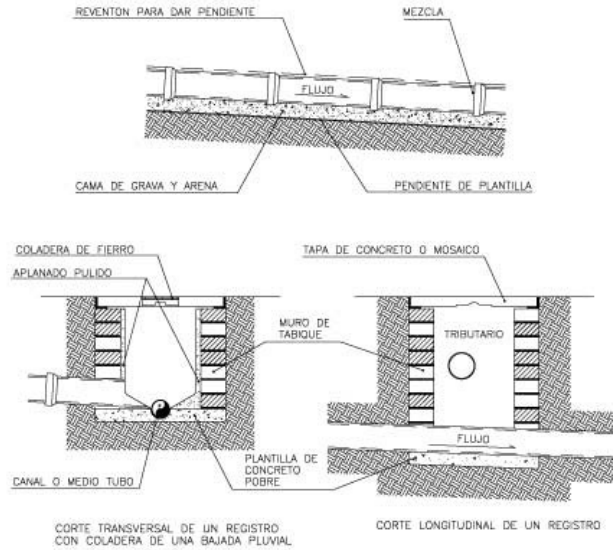 REVENTON PARA DAR PENDIENTE
MEZCLA
FLUJO
CAMA DE GRAVA Y ARENA
PENDIENTE DE PLANTILLA
COLADERA DE FIERRO
APLANADO PULIDO
TAPA DE CONCRETO O MOSAICO
MURO DE
TABIQUE
TRIBUTARIO
FLUJO
CANAL O MEDIO TUBO
PLANTILLA DE
CONCRETO
POBRE
CORTE TRANSVERSAL DE UN REGISTRO
CON COLADERA DE UNA BAJADA PLUVIAL
CORTE LONGITUDINAL DE UN REGISTRO